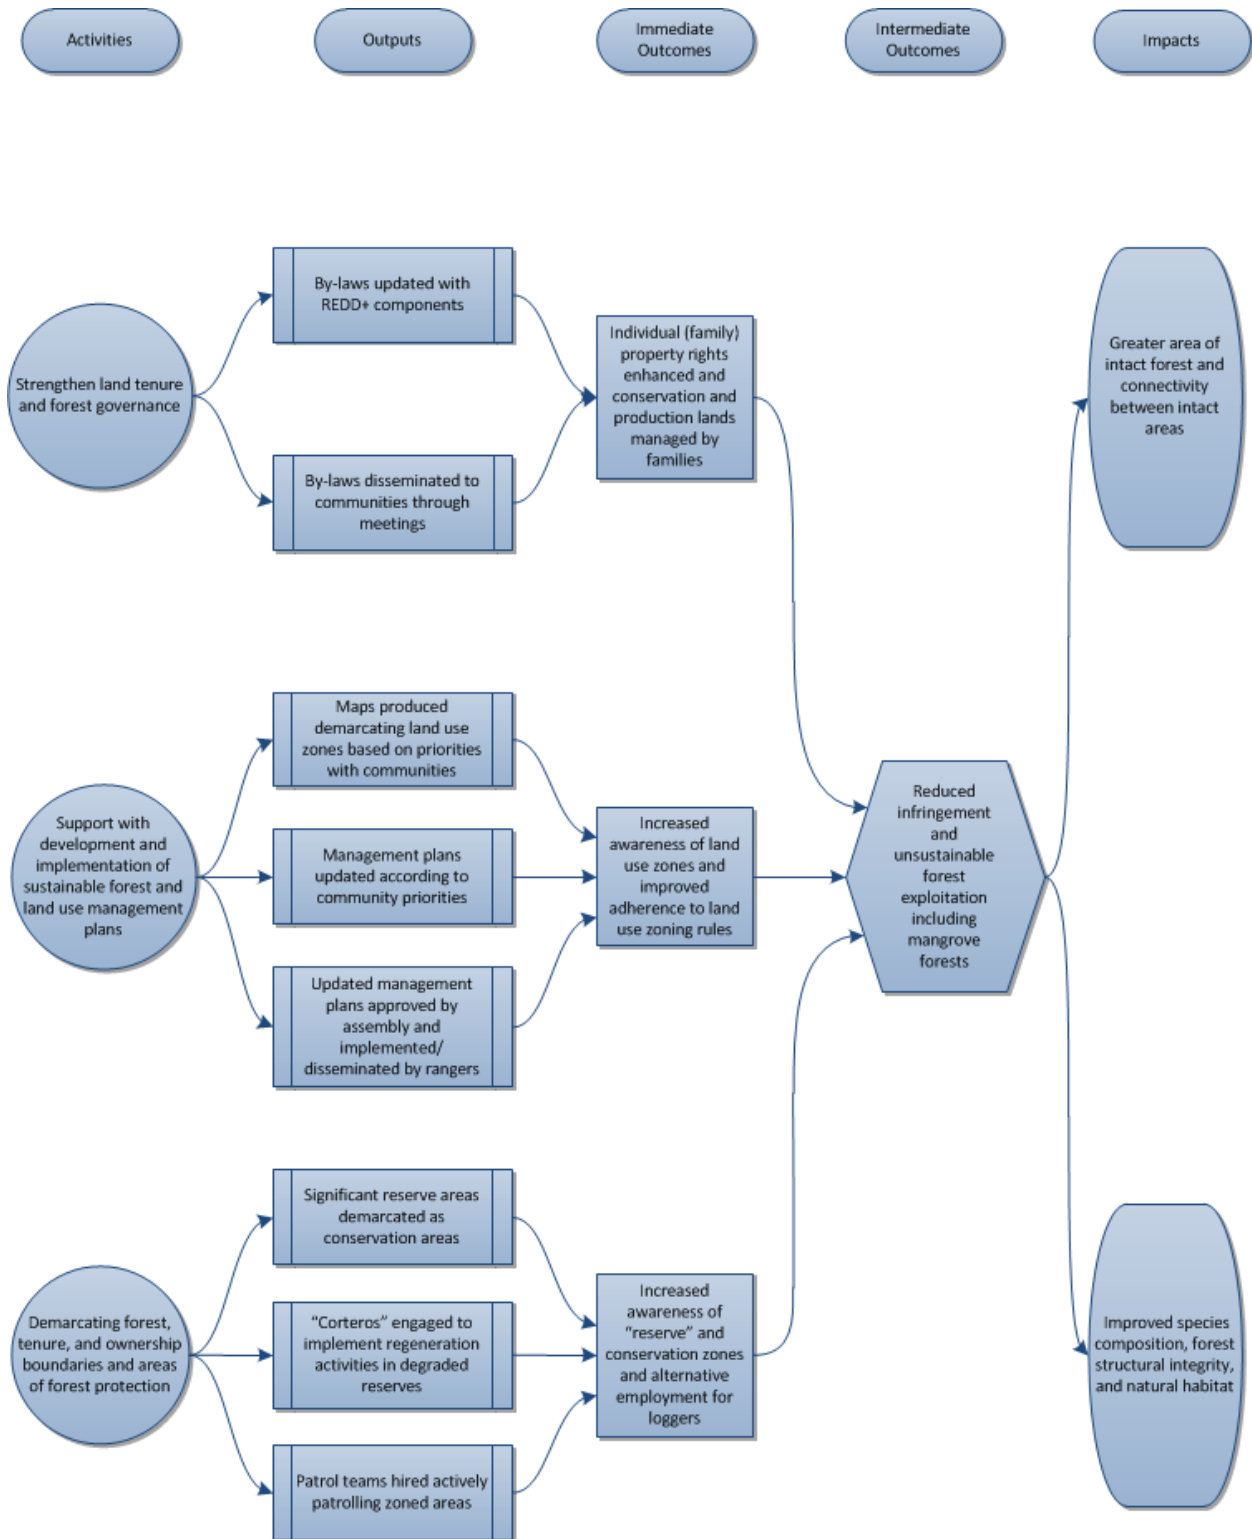 Activities
Outputs
Immediate
Outcomes
Intermediate
Outcomes
Impacts
Strengthen land tenure
and forest governance
By-laws updated with
REDD+ components
By-laws disseminated to
communities through
meetings
Individual (family)
property rights
enhanced and
conservation and
production lands
managed by
families
Support with
development and
implementation of
sustainable forest and
land use management
plans
Maps produced
demarcating land use
zones based on priorities
with communities
Management plans
updated according to
community priorities
Updated management
plans approved by
assembly and
implemented/
disseminated by rangers
Increased
awareness of land
use zones and
improved
adherence to land
use zoning rules
Demarcating forest,
tenure, and ownership
boundaries and areas
of forest protection
Significant reserve areas
demarcated as
conservation areas
“Corteros” engaged to
implement regeneration
activities in degraded
reserves
Patrol teams hired actively
patrolling zoned areas
Increased
awareness of
“reserve” and
conservation zones
and alternative
employment for
loggers
Reduced
infringement
and
unsustainable
forest
exploitation
including
mangrove
forests
Greater area of
intact forest and
connectivity
between intact
areas
Improved species
composition, forest
structural integrity,
and natural habitat